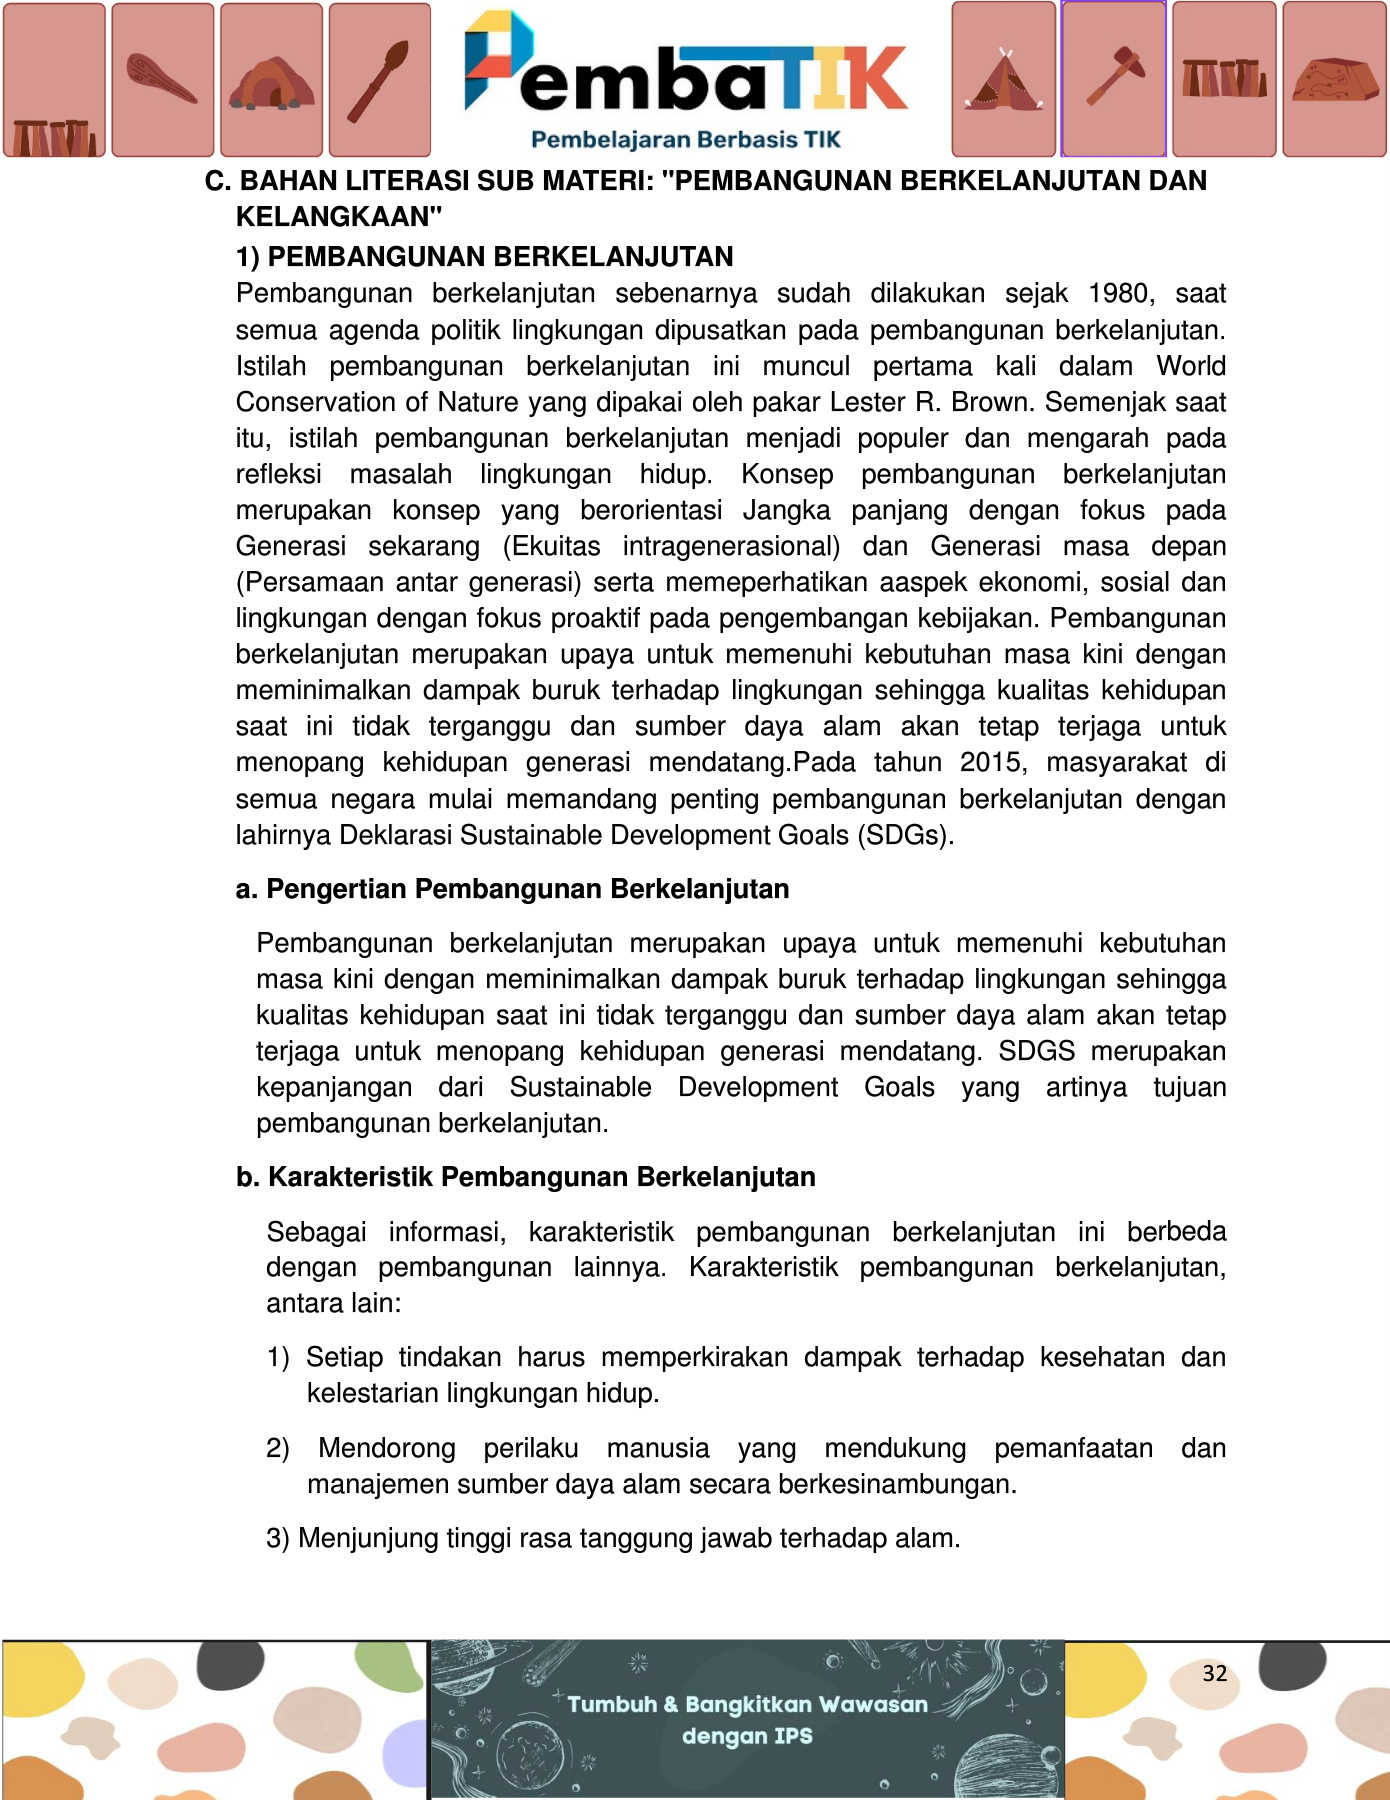 PembaTIK
Pembelajaran Berbasis TIK
C. BAHAN LITERASI SUB MATERI: "PEMBANGUNAN BERKELANJUTAN DAN
KELANGKAAN"
1) PEMBANGUNAN BERKELANJUTAN
Pembangunan berkelanjutan sebenarnya sudah dilakukan sejak 1980, saat
semua agenda politik lingkungan dipusatkan pada pembangunan berkelanjutan.
Istilah pembangunan berkelanjutan ini muncul pertama kali dalam World
Conservation of Nature yang dipakai oleh pakar Lester R. Brown. Semenjak saat
itu, istilah pembangunan berkelanjutan menjadi populer dan mengarah pada
refleksi masalah lingkungan hidup. Konsep pembangunan berkelanjutan
merupakan konsep yang berorientasi Jangka panjang dengan fokus pada
Generasi sekarang (Ekuitas intragenerasional) dan Generasi masa depan
(Persamaan antar generasi) serta memeperhatikan aaspek ekonomi, sosial dan
lingkungan dengan fokus proaktif pada pengembangan kebijakan. Pembangunan
berkelanjutan merupakan upaya untuk memenuhi kebutuhan masa kini dengan
meminimalkan dampak buruk terhadap lingkungan sehingga kualitas kehidupan
saat ini tidak terganggu dan sumber daya alam akan tetap terjaga untuk
menopang kehidupan generasi mendatang.Pada tahun 2015, masyarakat di
semua negara mulai memandang penting pembangunan berkelanjutan dengan
lahirnya Deklarasi Sustainable Development Goals (SDGs).
a. Pengertian Pembangunan Berkelanjutan
Pembangunan berkelanjutan merupakan upaya untuk memenuhi kebutuhan
masa kini dengan meminimalkan dampak buruk terhadap lingkungan sehingga
kualitas kehidupan saat ini tidak terganggu dan sumber daya alam akan tetap
terjaga untuk menopang kehidupan generasi mendatang. SDGS merupakan
kepanjangan dari Sustainable Development Goals yang artinya tujuan
pembangunan berkelanjutan.
b. Karakteristik Pembangunan Berkelanjutan
Sebagai informasi, karakteristik pembangunan berkelanjutan ini berbeda
dengan pembangunan lainnya. Karakteristik pembangunan berkelanjutan,
antara lain:
1) Setiap tindakan harus memperkirakan dampak terhadap kesehatan dan
kelestarian lingkungan hidup.
2) Mendorong perilaku manusia yang mendukung pemanfaatan dan
manajemen sumber daya alam secara berkesinambungan.
3) Menjunjung tinggi rasa tanggung jawab terhadap alam.
32
Tumbuh & Bangkitkan Wawasan
dengan IPS